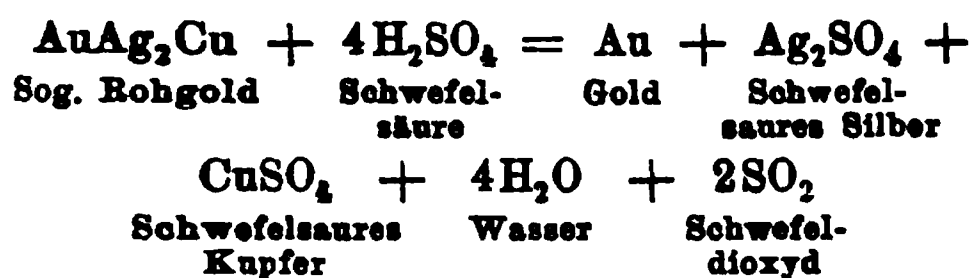 AuAg₂Cu + 4H₂SO₄ = Au + Ag₂SO₄ +
Sog. Rohgold Schwefel- Gold Schwefel-
säure saures Silber
CuSO₄ + 4H₂O + 2SO₂
Schwefelsaures Wasser Schwefel-
Kupfer dioxyd